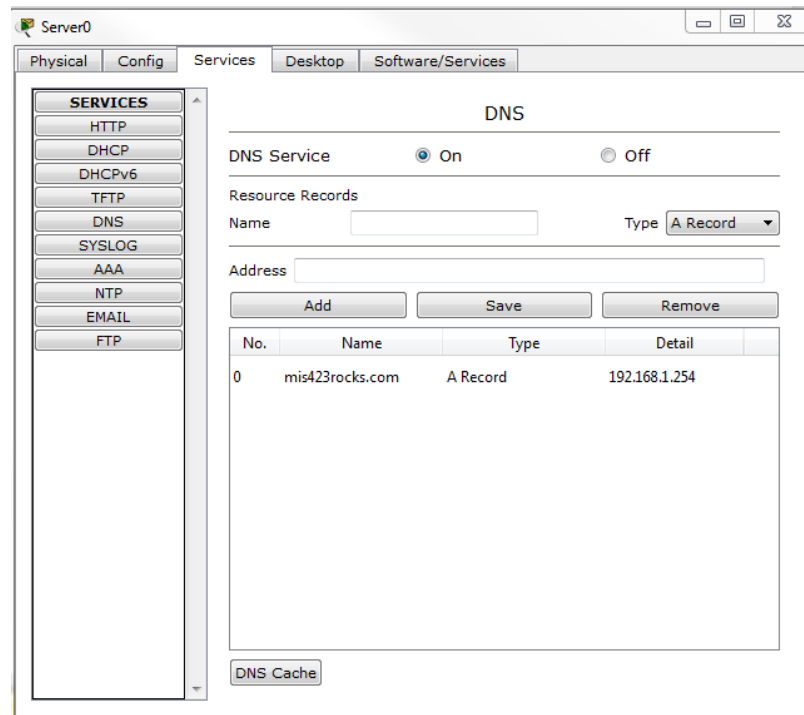 Server0
Physical Config Services Desktop Software/Services
SERVICES
HTTP
DHCP
DHCPv6
TFTP
DNS
SYSLOG
AAA
NTP
EMAIL
FTP
DNS
DNS Service On Off
Resource Records
Name Type A Record
Address
Add Save Remove
No. Name Type Detail
0 mis423rocks.com A Record 192.168.1.254
DNS Cache